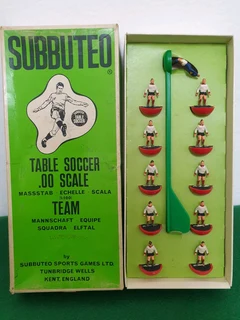 SUBBUTEO
TABLE SOCCER
.00 SCALE
MASSSTAB ECHELLE SCALA
TEAM
MANNSCHAFT EQUIPE
SQUADRA ELFTAL
by
SUBBUTEO SPORTS GAMES LTD
TUNBRIDGE WELLS
KENT, ENGLAND